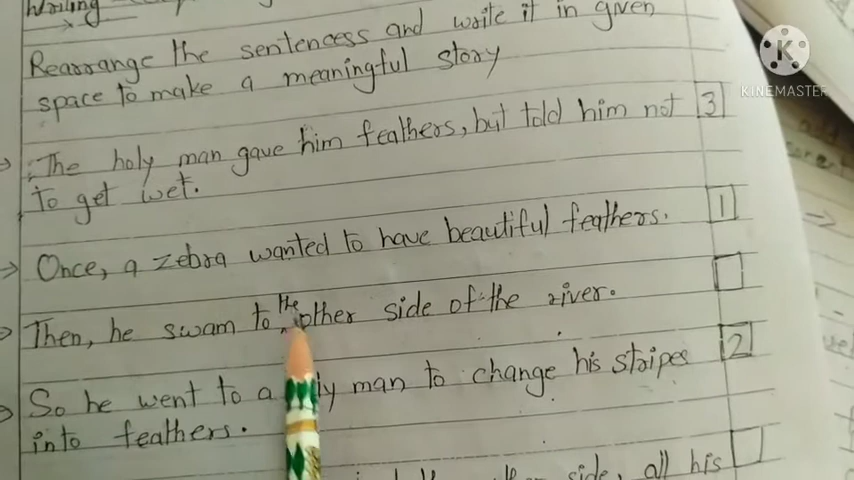 Writing
Rearrange the sentencess and write it in given
space to make a meaningful story
The holy man gave him feathers, but told him not 3
to get wet.
Once, a zebra wanted to have beautiful feathers. 1
Then, he swam to the other side of the river.
So he went to a man to change his stripes 2
into feathers.
side, all his
KINEMASTER